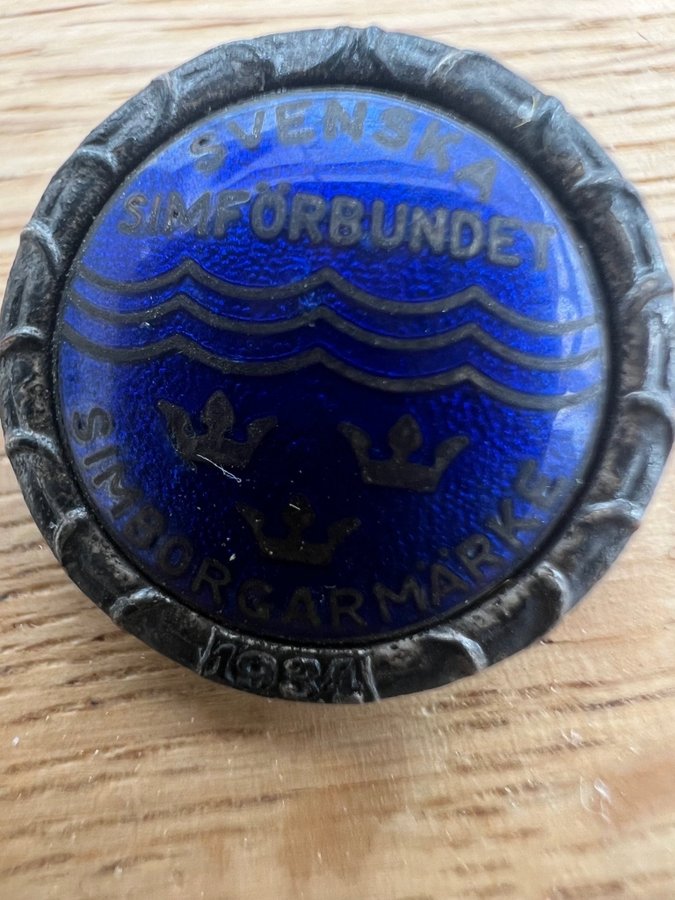 SVENSKA
SIMFÖRBUNDET
SIMBORGARMÄRKE
1934